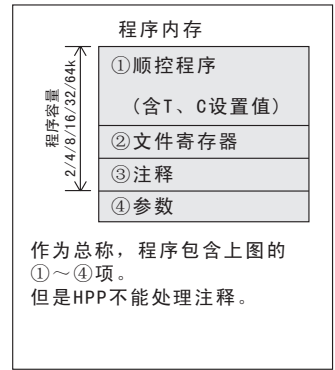 程序内存
程序容量
2/4/8/16/32/64k
①顺控程序
（含T、C设置值）
②文件寄存器
③注释
④参数
作为总称，程序包含上图的
①～④项。
但是HPP不能处理注释。